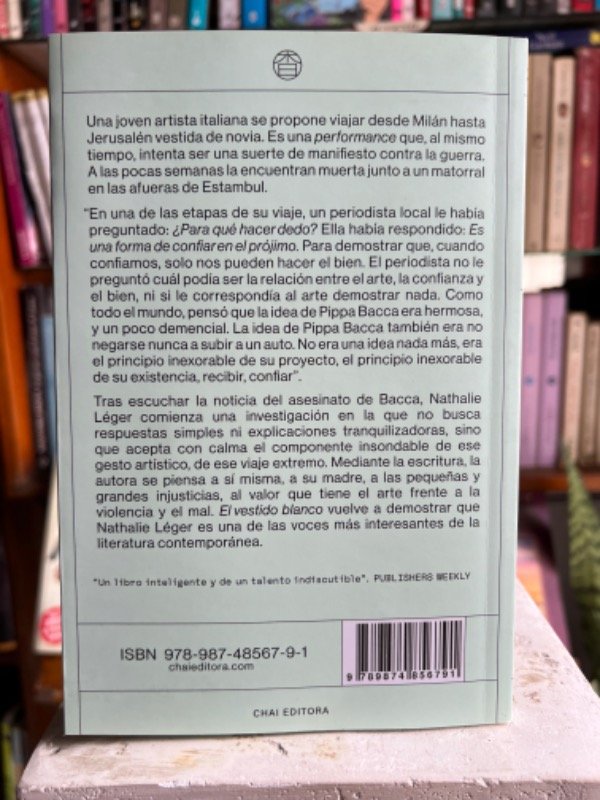 Una joven artista italiana se propone viajar desde Milán hasta
Jerusalén vestida de novia. Es una performance que, al mismo
tiempo, intenta ser una suerte de manifiesto contra la guerra.
A las pocas semanas la encuentran muerta junto a un matorral
en las afueras de Estambul.
"En una de las etapas de su viaje, un periodista local le había
preguntado: ¿Para qué hacer dedo? Ella había respondido: Es
una forma de confiar en el prójimo. Para demostrar que, cuando
confiamos, solo nos pueden hacer el bien. El periodista no le
preguntó cuál podía ser la relación entre el arte, la confianza y
el bien, ni si le correspondía al arte demostrar nada. Como
todo el mundo, pensó que la idea de Pippa Bacca era hermosa,
y un poco demencial. La idea de Pippa Bacca también era no
negarse nunca a subir a un auto. No era una idea nada más, era
el principio inexorable de su proyecto, el principio inexorable
de su existencia, recibir, confiar".
Tras escuchar la noticia del asesinato de Bacca, Nathalie
Léger comienza una investigación en la que no busca
respuestas simples ni explicaciones tranquilizadoras, sino
que acepta con calma el componente insondable de ese
gesto artístico, de ese viaje extremo. Mediante la escritura, la
autora se piensa a sí misma, a su madre, a las pequeñas y
grandes injusticias, al valor que tiene el arte frente a la
violencia y el mal. El vestido blanco vuelve a demostrar que
Nathalie Léger es una de las voces más interesantes de la
literatura contemporánea.
"Un libro inteligente y de un talento indiscutible". PUBLISHERS WEEKLY
ISBN 978-987-48567-9-1
chaieditora.com
9 789874 856791
CHAI EDITORA